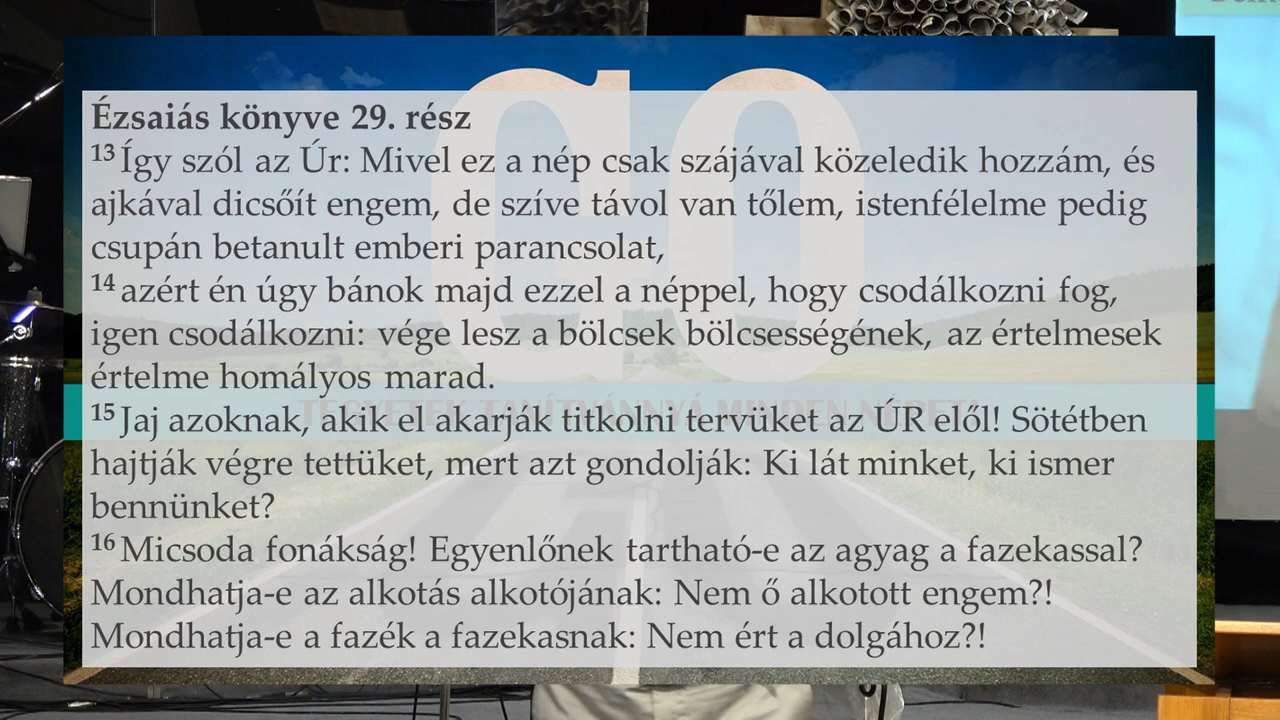 GO
Ézsaiás könyve 29. rész
13 Így szól az Úr: Mivel ez a nép csak szájával közeledik hozzám, és
ajkával dicsőít engem, de szíve távol van tőlem, istenfélelme pedig
csupán betanult emberi parancsolat,
14 azért én úgy bánok majd ezzel a néppel, hogy csodálkozni fog,
igen csodálkozni: vége lesz a bölcsek bölcsességének, az értelmesek
értelme homályos marad.
TEGYETEK TANÍTVÁNNYÁ MINDEN NÉPET!
15 Jaj azoknak, akik el akarják titkolni tervüket az ÚR elől! Sötétben
hajtják végre tettüket, mert azt gondolják: Ki lát minket, ki ismer
bennünket?
16 Micsoda fonákság! Egyenlőnek tartható-e az agyag a fazekassal?
Mondhatja-e az alkotás alkotójának: Nem ő alkotott engem?!
Mondhatja-e a fazék a fazekasnak: Nem ért a dolgához?!